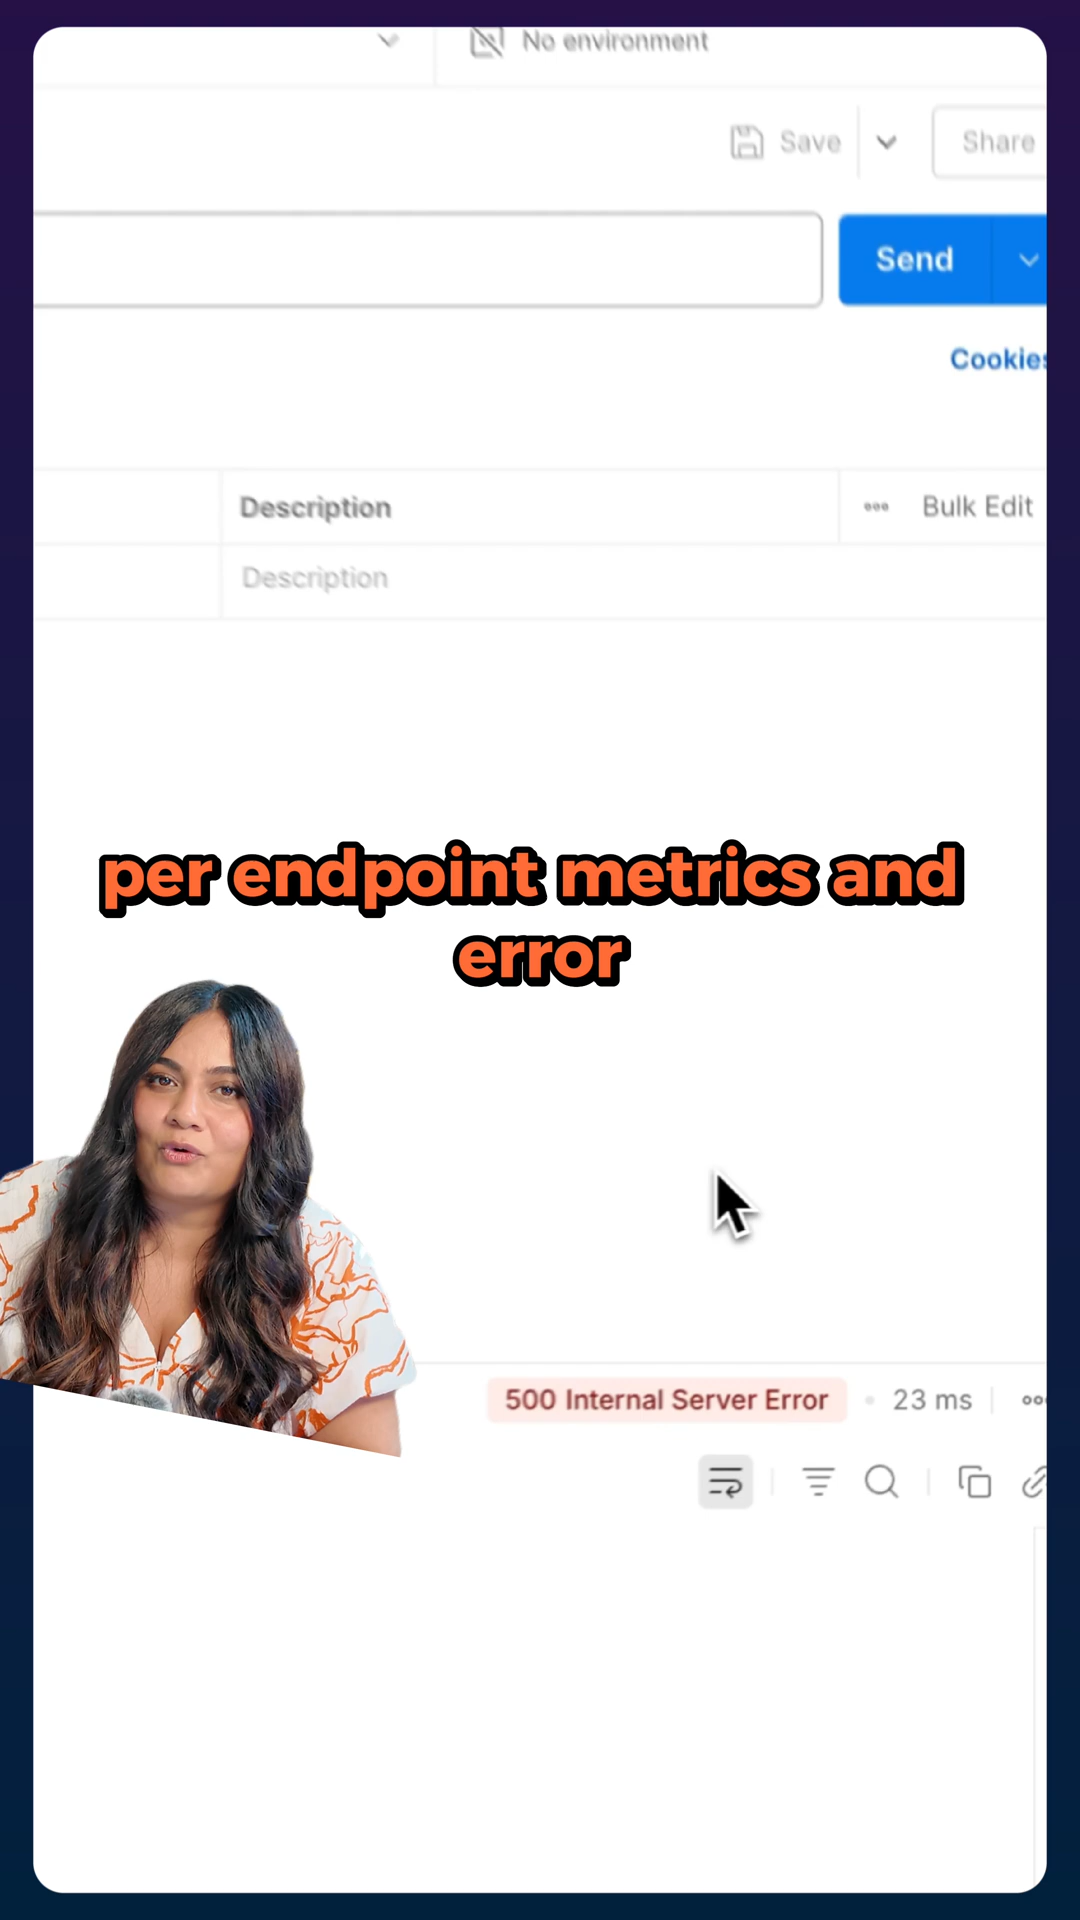 No environment
Save
Share
Send
Cookies
Description
Bulk Edit
Description
per endpoint metrics and
error
500 Internal Server Error
23 ms